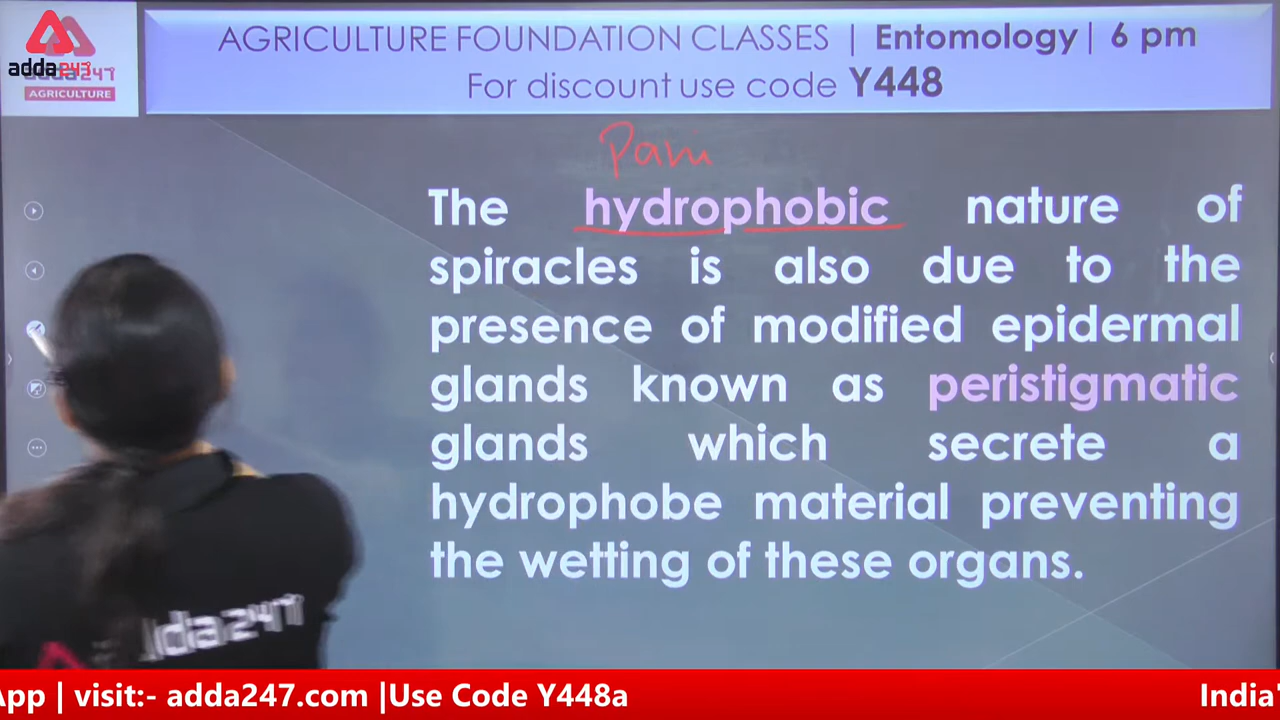 adda247
adda247
AGRICULTURE
AGRICULTURE FOUNDATION CLASSES | Entomology| 6 pm
For discount use code Y448
Pani
The hydrophobic nature of
spiracles is also due to the
presence of modified epidermal
glands known as peristigmatic
glands which secrete a
hydrophobe material preventing
the wetting of these organs.
adda247
App | visit:- adda247.com |Use Code Y448a
India'